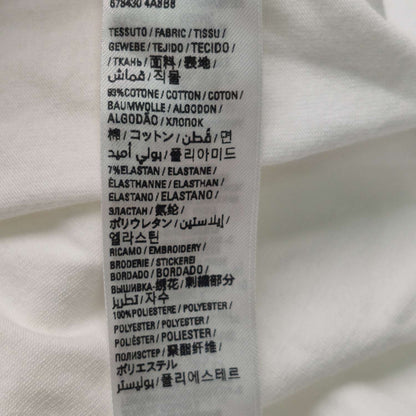 678430 4A8B8
TESSUTO / FABRIC / TISSU /
GEWEBE / TEJIDO / TECIDO /
/ ТКАНЬ / 面料 / 表地 /
قماش / 직물
93%COTONE / COTTON / COTON /
BAUMWOLLE / ALGODON /
ALGODÃO / ХЛОПОК
棉 / コットン / قطن / 면
بولي أميد / 폴리아미드
7%ELASTAN / ELASTANE /
ÉLASTHANNE / ELASTHAN /
ELASTANO / ELASTANO /
ЭЛАСТАН / 氨纶 /
ポリウレタン / إيلاستين /
엘라스틴
RICAMO / EMBROIDERY /
BRODERIE / STICKEREI
BORDADO / BORDADO /
ВЫШИВКА - 绣花 / 刺繍部分
/ تطريز / 자수
100%POLIESTERE / POLYESTER /
POLYESTER / POLYESTER /
POLIÉSTER / POLIESTER /
ПОЛИЭСТЕР / 聚酯纤维 /
ポリエステル
بوليستر / 폴리에스테르